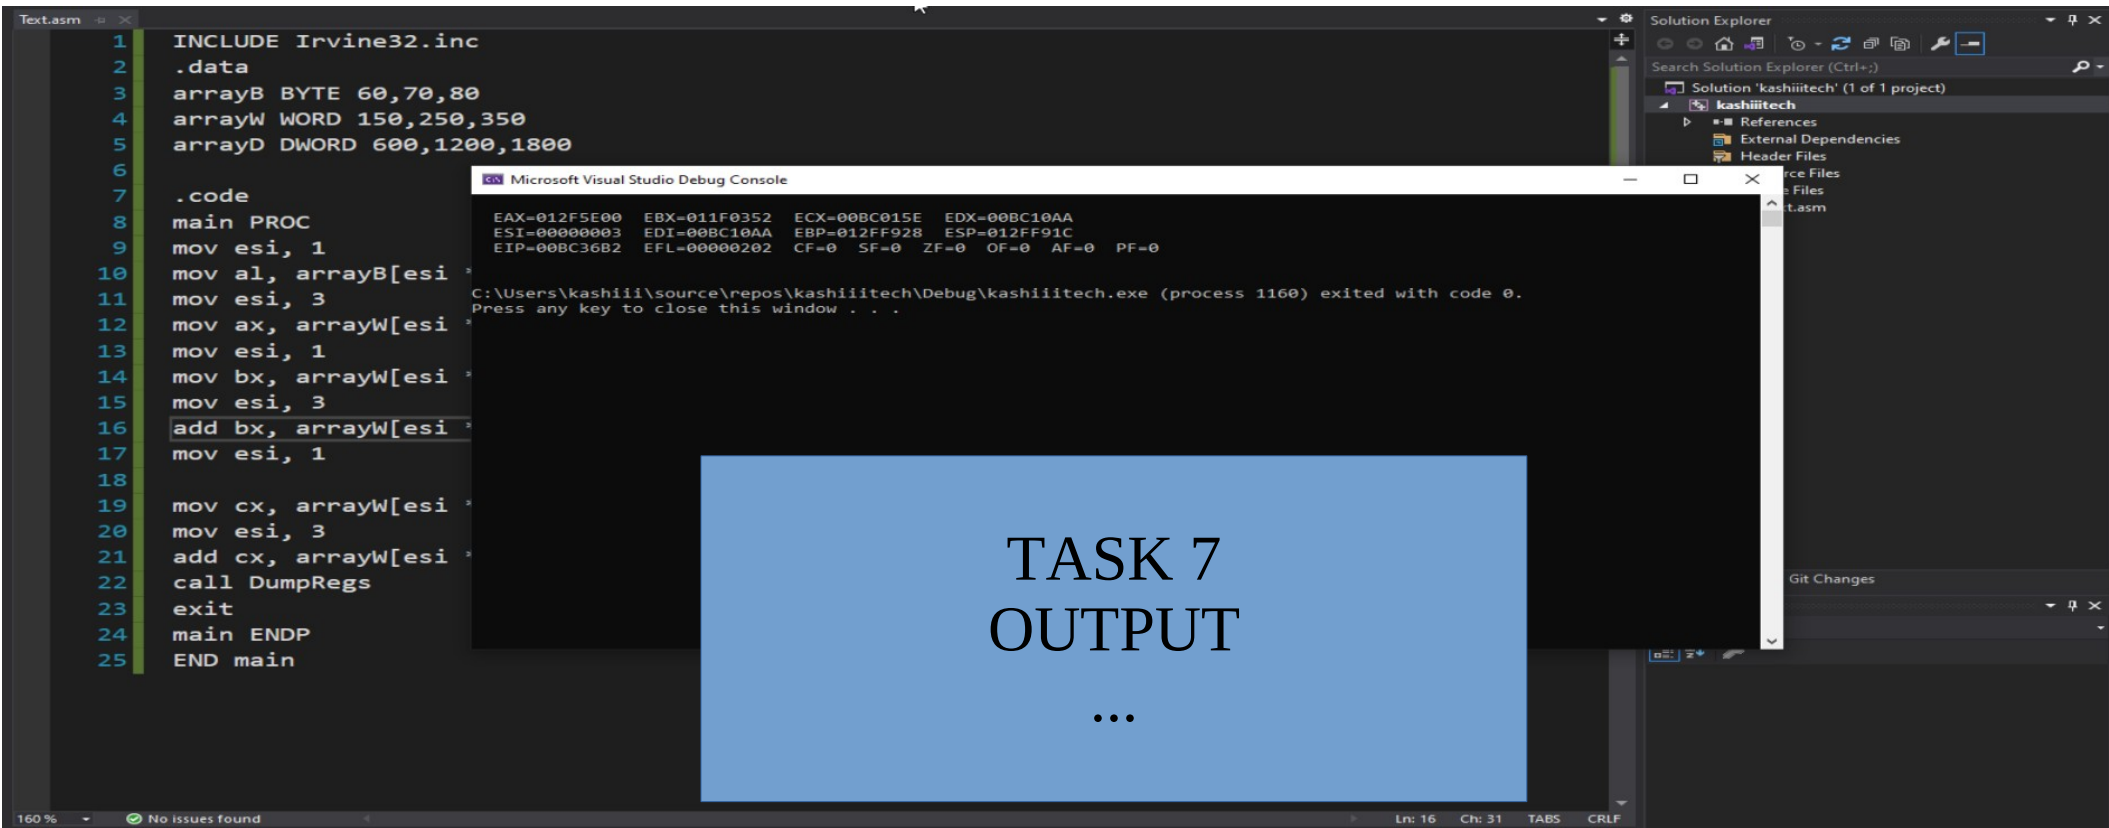 Text.asm
1 INCLUDE Irvine32.inc
2 .data
3 arrayB BYTE 60,70,80
4 arrayW WORD 150,250,350
5 arrayD DWORD 600,1200,1800
6
7 .code
8 main PROC
9 mov esi, 1
10 mov al, arrayB[esi
11 mov esi, 3
12 mov ax, arrayW[esi
13 mov esi, 1
14 mov bx, arrayW[esi
15 mov esi, 3
16 add bx, arrayW[esi
17 mov esi, 1
18
19 mov cx, arrayW[esi
20 mov esi, 3
21 add cx, arrayW[esi
22 call DumpRegs
23 exit
24 main ENDP
25 END main
160 % No issues found Ln: 16 Ch: 31 TABS CRLF
Microsoft Visual Studio Debug Console
EAX=012F5E00 EBX=011F0352 ECX=00BC015E EDX=00BC10AA
ESI=00000003 EDI=00BC10AA EBP=012FF928 ESP=012FF91C
EIP=00BC36B2 EFL=00000202 CF=0 SF=0 ZF=0 OF=0 AF=0 PF=0
C:\Users\kashiii\source\repos\kashiiitech\Debug\kashiiitech.exe (process 1160) exited with code 0.
Press any key to close this window . . .
TASK 7
OUTPUT
...
Solution Explorer
Search Solution Explorer (Ctrl+;)
Solution 'kashiiitech' (1 of 1 project)
kashiiitech
References
External Dependencies
Header Files
rce Files
Files
t.asm
Git Changes